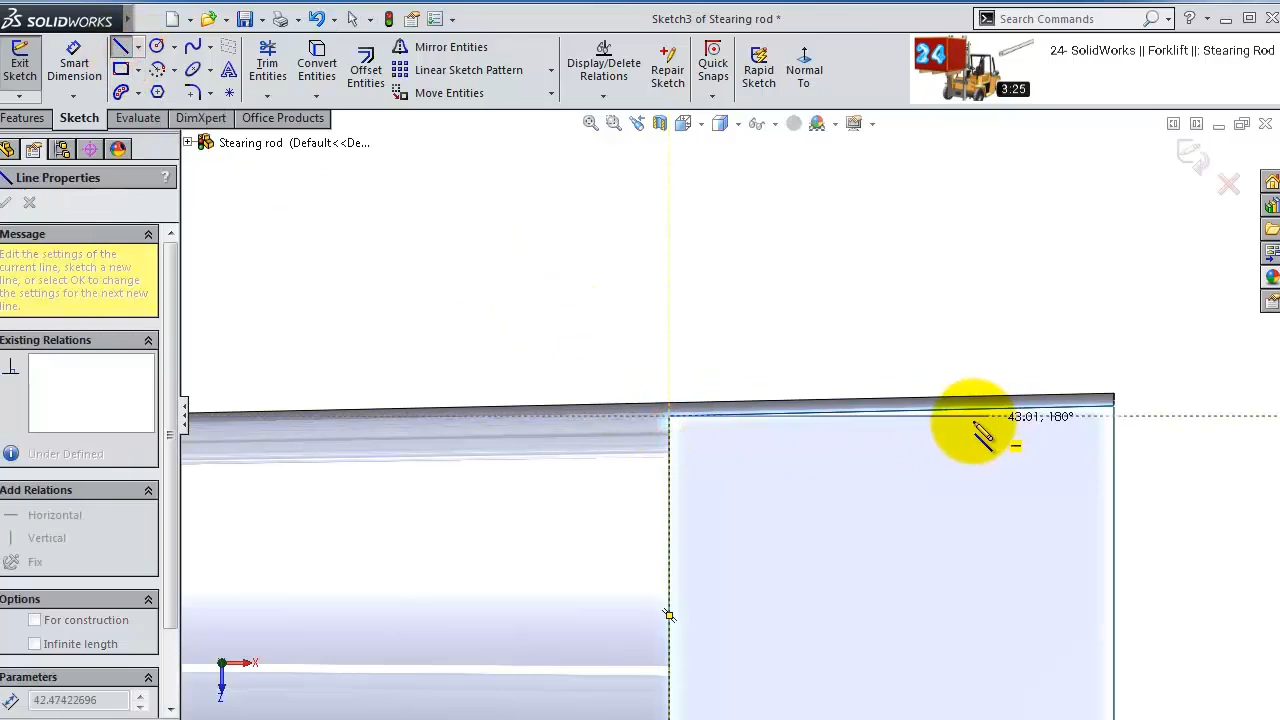 SOLIDWORKS
Sketch3 of Stearing rod *
Search Commands
Exit Sketch
Smart Dimension
Trim Entities
Convert Entities
Offset Entities
Mirror Entities
Linear Sketch Pattern
Move Entities
Display/Delete Relations
Repair Sketch
Quick Snaps
Rapid Sketch
Normal To
24
24- SolidWorks || Forklift ||: Stearing Rod
3:25
Features
Sketch
Evaluate
DimXpert
Office Products
Stearing rod (Default<<De...
Line Properties
?
Message
Edit the settings of the
current line, sketch a new
line, or select OK to change
the settings for the next new
line.
Existing Relations
Under Defined
Add Relations
Horizontal
Vertical
Fix
Options
For construction
Infinite length
Parameters
42.47422696
43.01, 180°
X
Z